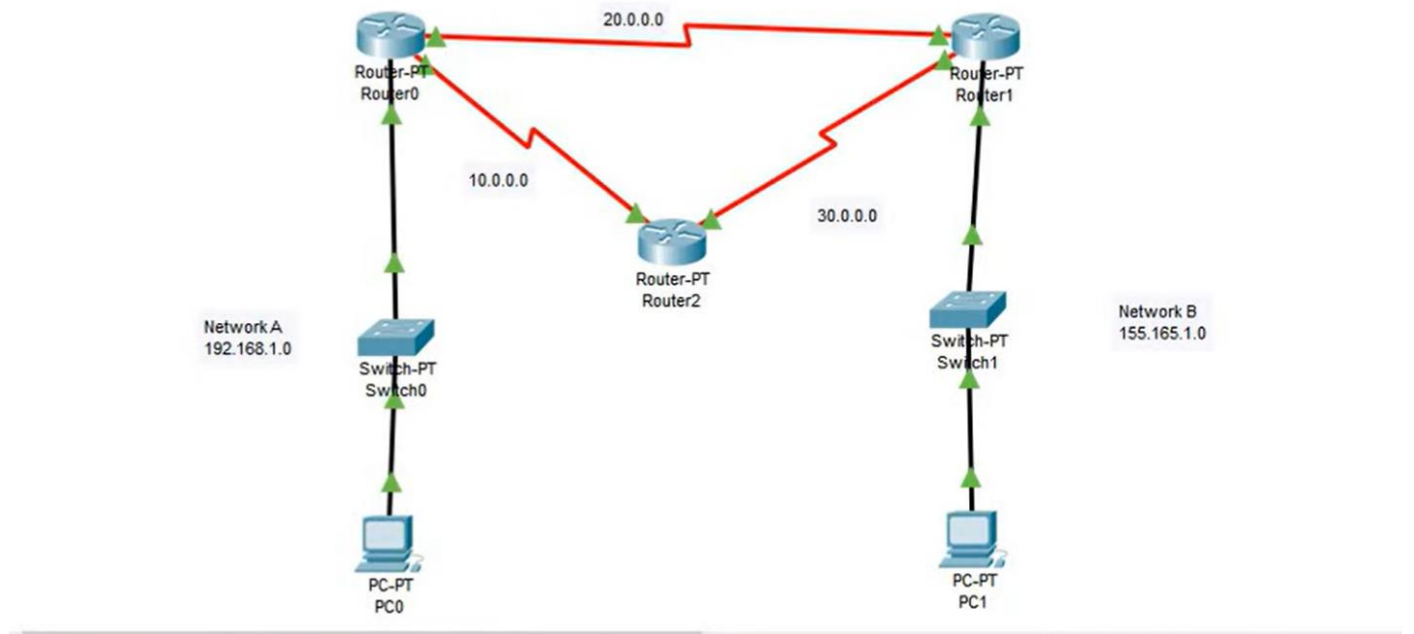 20.0.0.0
Router-PT
Router0
Router-PT
Router1
10.0.0.0
30.0.0.0
Router-PT
Router2
Network A
192.168.1.0
Switch-PT
Switch0
Switch-PT
Switch1
Network B
155.165.1.0
PC-PT
PC0
PC-PT
PC1